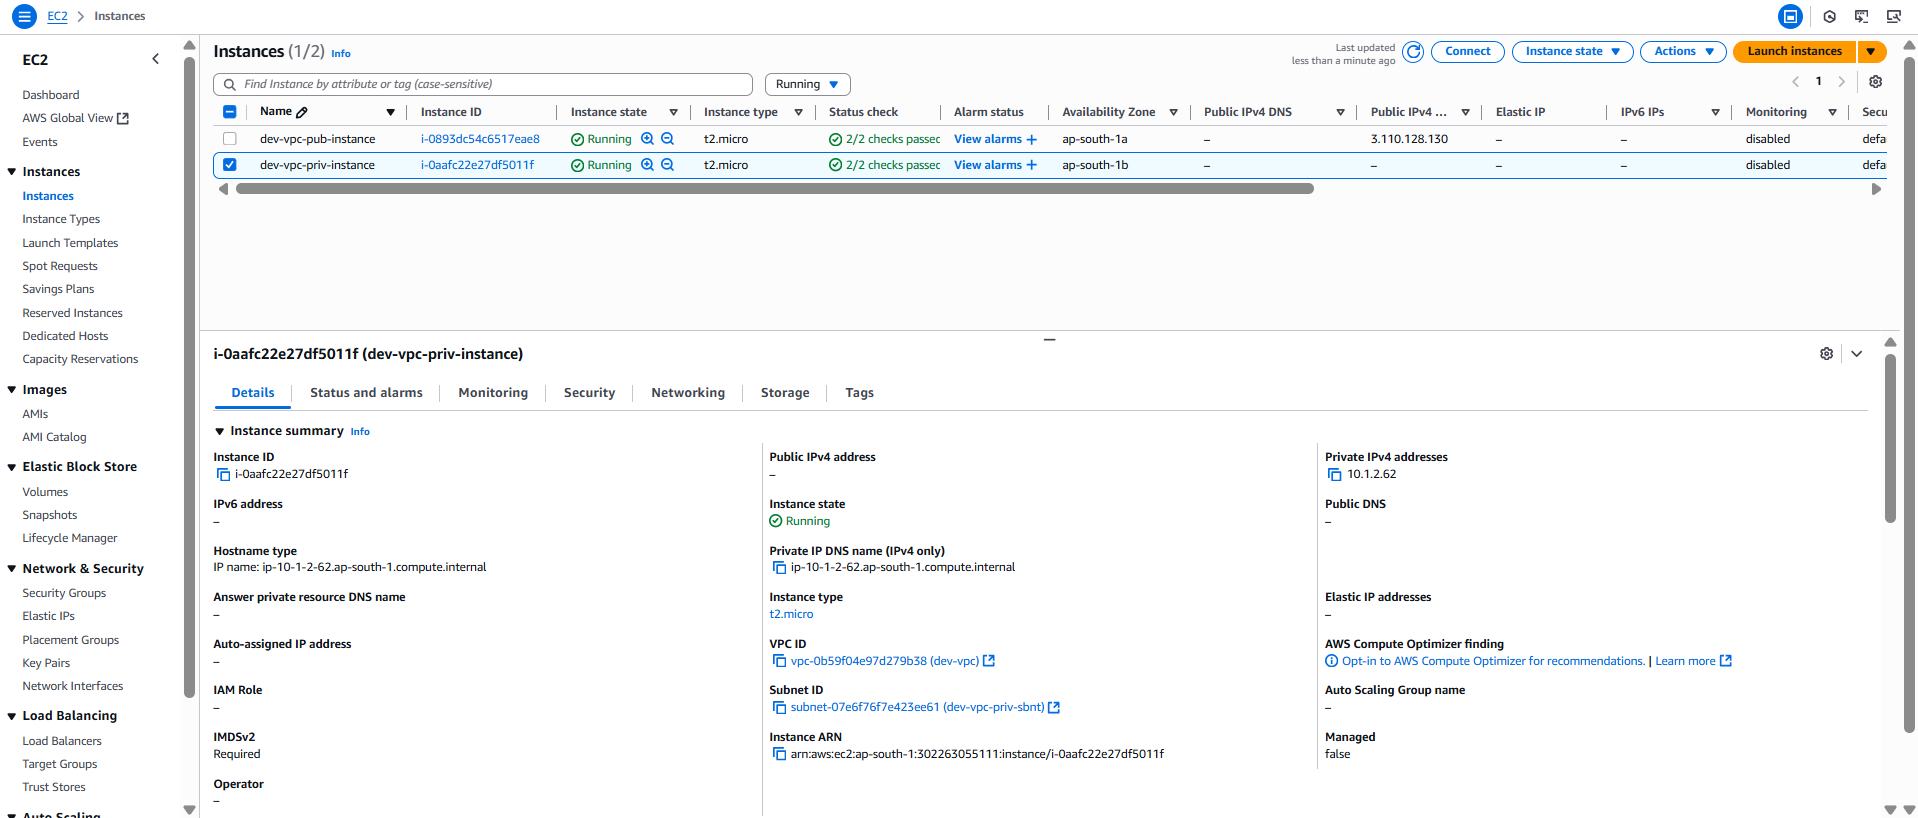 EC2 > Instances
EC2
Dashboard
AWS Global View
Events
Instances
Instances
Instance Types
Launch Templates
Spot Requests
Savings Plans
Reserved Instances
Dedicated Hosts
Capacity Reservations
Images
AMIs
AMI Catalog
Elastic Block Store
Volumes
Snapshots
Lifecycle Manager
Network & Security
Security Groups
Elastic IPs
Placement Groups
Key Pairs
Network Interfaces
Load Balancing
Load Balancers
Target Groups
Trust Stores
Auto Scaling
Instances (1/2) Info
Last updated
less than a minute ago
Connect
Instance state
Actions
Launch instances
Find Instance by attribute or tag (case-sensitive)
Running
1
Name Instance ID Instance state Instance type Status check Alarm status Availability Zone Public IPv4 DNS Public IPv4 ... Elastic IP IPv6 IPs Monitoring Secu
dev-vpc-pub-instance i-0893dc54c6517eae8 Running t2.micro 2/2 checks passec View alarms + ap-south-1a – 3.110.128.130 – – disabled defa
dev-vpc-priv-instance i-0aafc22e27df5011f Running t2.micro 2/2 checks passec View alarms + ap-south-1b – – – – disabled defa
i-0aafc22e27df5011f (dev-vpc-priv-instance)
Details Status and alarms Monitoring Security Networking Storage Tags
Instance summary Info
Instance ID
i-0aafc22e27df5011f
Public IPv4 address
–
Private IPv4 addresses
10.1.2.62
IPv6 address
–
Instance state
Running
Public DNS
–
Hostname type
IP name: ip-10-1-2-62.ap-south-1.compute.internal
Private IP DNS name (IPv4 only)
ip-10-1-2-62.ap-south-1.compute.internal
Answer private resource DNS name
–
Instance type
t2.micro
Elastic IP addresses
–
Auto-assigned IP address
–
VPC ID
vpc-0b59f04e97d279b38 (dev-vpc)
AWS Compute Optimizer finding
Opt-in to AWS Compute Optimizer for recommendations. | Learn more
IAM Role
–
Subnet ID
subnet-07e6f76f7e423ee61 (dev-vpc-priv-sbnt)
Auto Scaling Group name
–
IMDSv2
Required
Instance ARN
arn:aws:ec2:ap-south-1:302263055111:instance/i-0aafc22e27df5011f
Managed
false
Operator
–